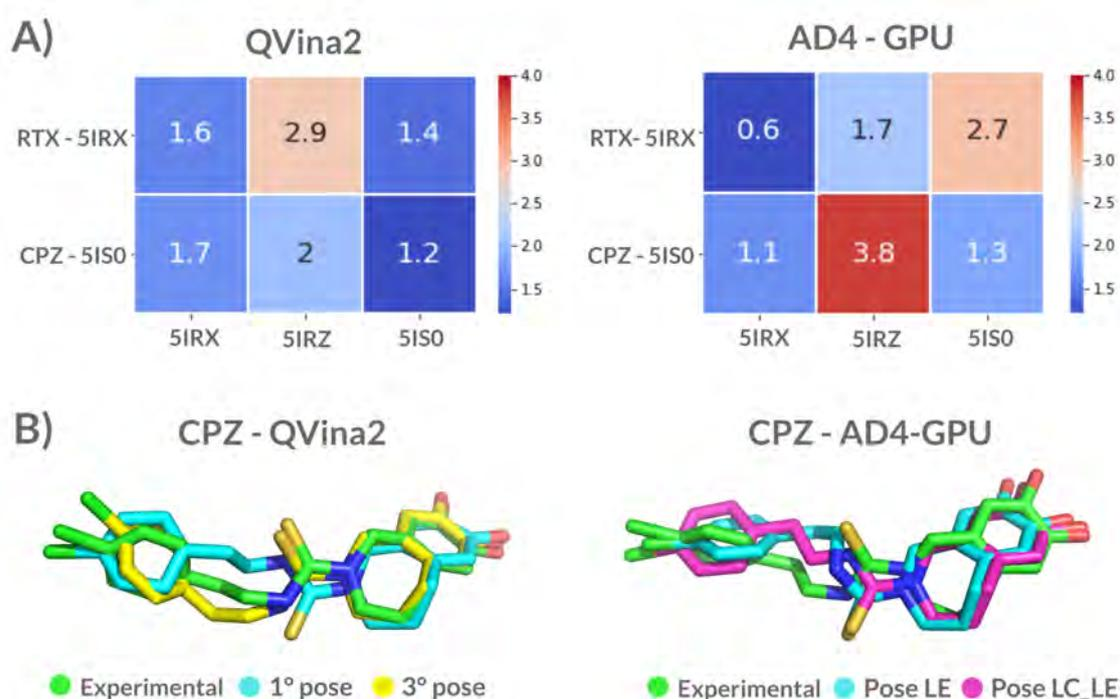 A)
QVina2
RTX - 5IRX
1.6
2.9
1.4
CPZ - 5IS0
1.7
2
1.2
5IRX
5IRZ
5IS0
4.0
3.5
3.0
2.5
2.0
1.5
AD4 - GPU
RTX- 5IRX
0.6
1.7
2.7
CPZ - 5IS0
1.1
3.8
1.3
5IRX
5IRZ
5IS0
4.0
3.5
3.0
2.5
2.0
1.5
B)
CPZ - QVina2
Experimental 1° pose 3° pose
CPZ - AD4-GPU
Experimental Pose LE Pose LC_LE